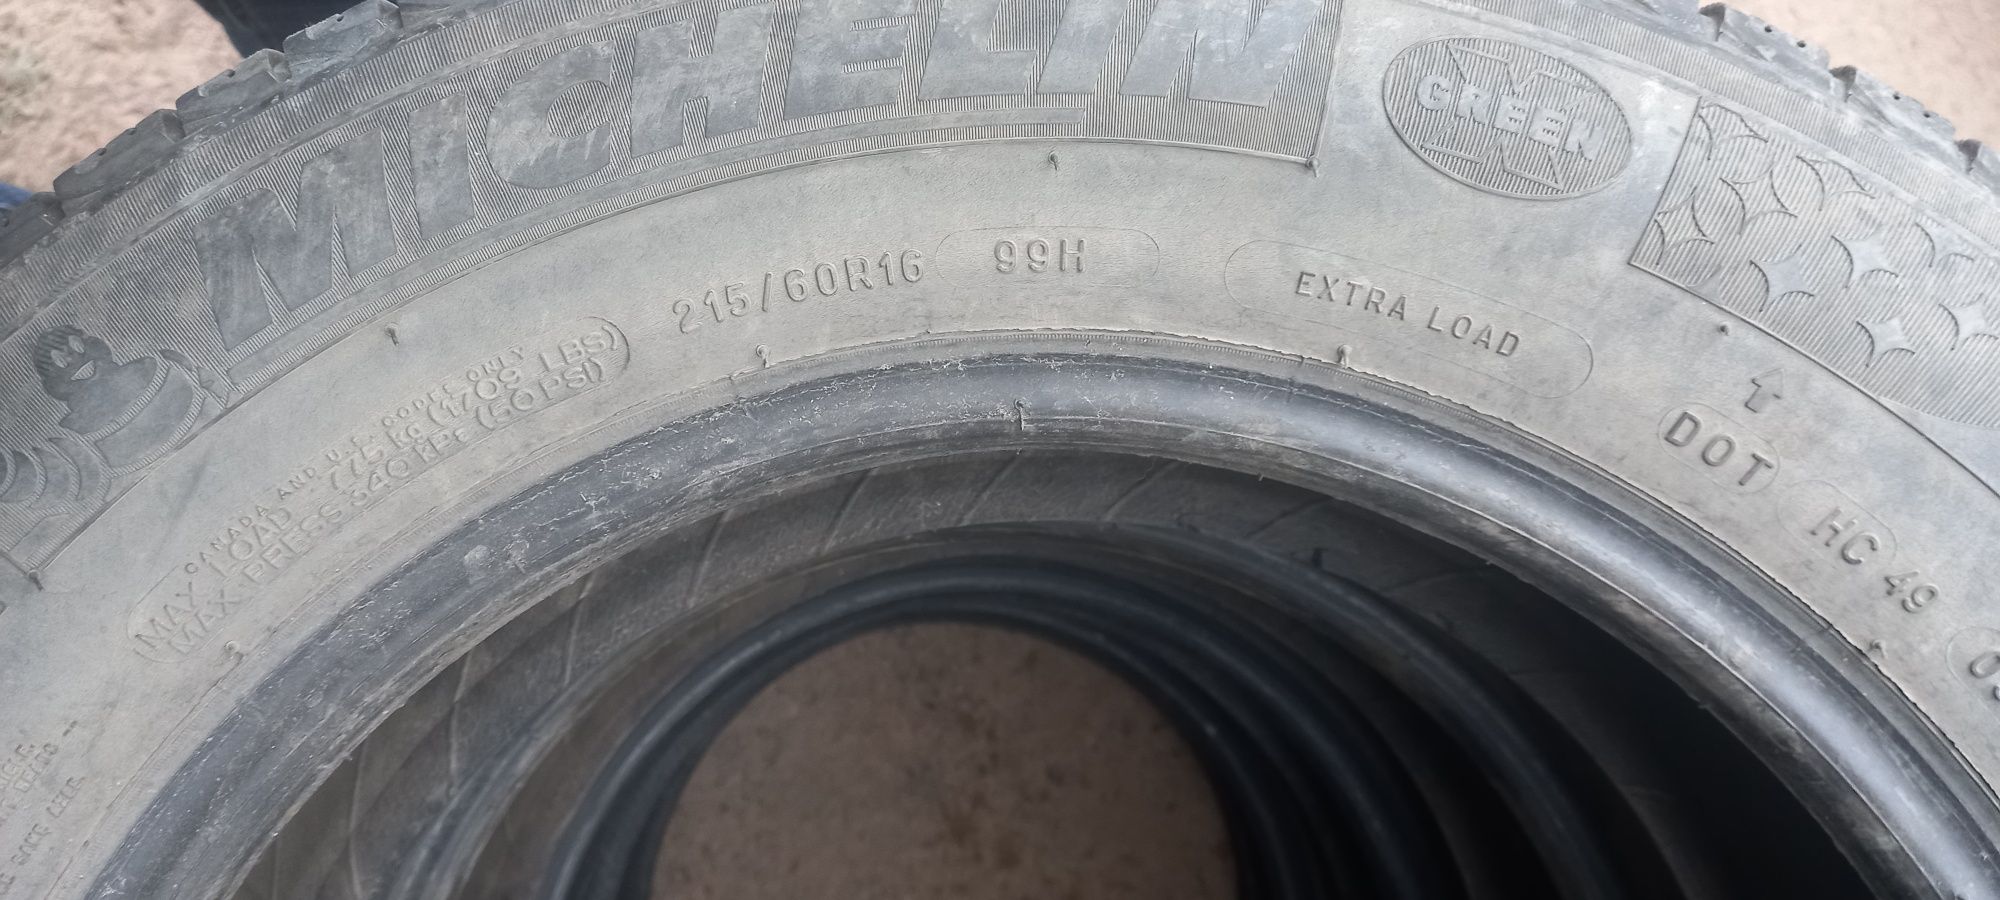 MICHELIN
GREEN X
CANADA AND U.S. CODES ONLY
MAX LOAD 775 kg (1709 LBS)
MAX PRESS 340 kPa (50 PSI)
215/60R16 99H
EXTRA LOAD
DOT HC 49